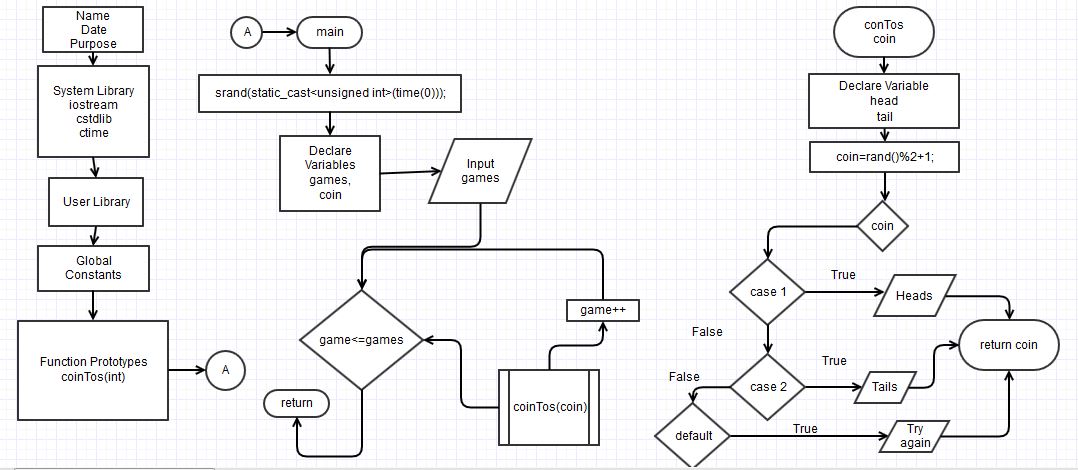 Name
Date
Purpose
System Library
iostream
cstdlib
ctime
User Library
Global
Constants
Function Prototypes
coinTos(int)
A
A
main
srand(static_cast<unsigned int>(time(0)));
Declare
Variables
games,
coin
Input
games
game<=games
game++
coinTos(coin)
return
conTos
coin
Declare Variable
head
tail
coin=rand()%2+1;
coin
case 1
True
Heads
False
case 2
True
Tails
False
default
True
Try
again
return coin